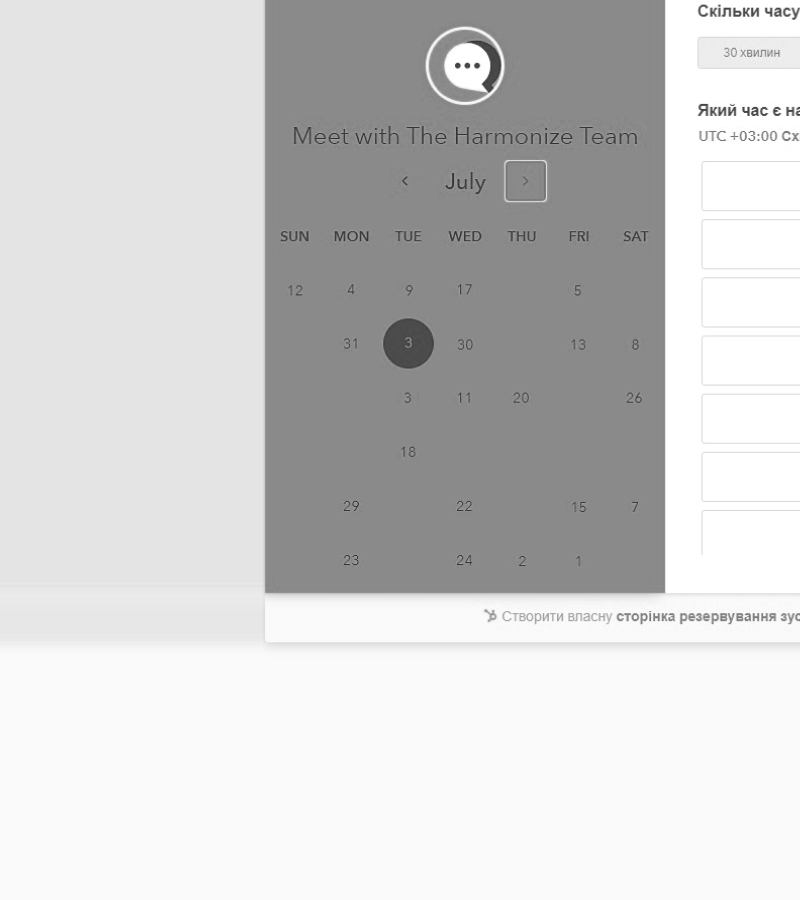 Скільки часу
30 хвилин
Meet with The Harmonize Team
Який час є на
UTC +03:00 Сх
July
SUN MON TUE WED THU FRI SAT
12 4 9 17 5
31 3 30 13 8
3 11 20 26
18
29 22 15 7
23 24 2 1
Створити власну сторінка резервування зус